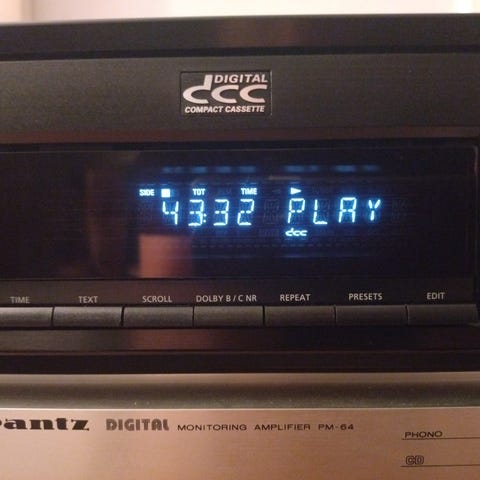 DIGITAL
dcc
COMPACT CASSETTE
SIDE TOT TIME
43:32 PLAY
dcc
TIME TEXT SCROLL DOLBY B / C NR REPEAT PRESETS EDIT
rantz DIGITAL MONITORING AMPLIFIER PM-64
PHONO
CD